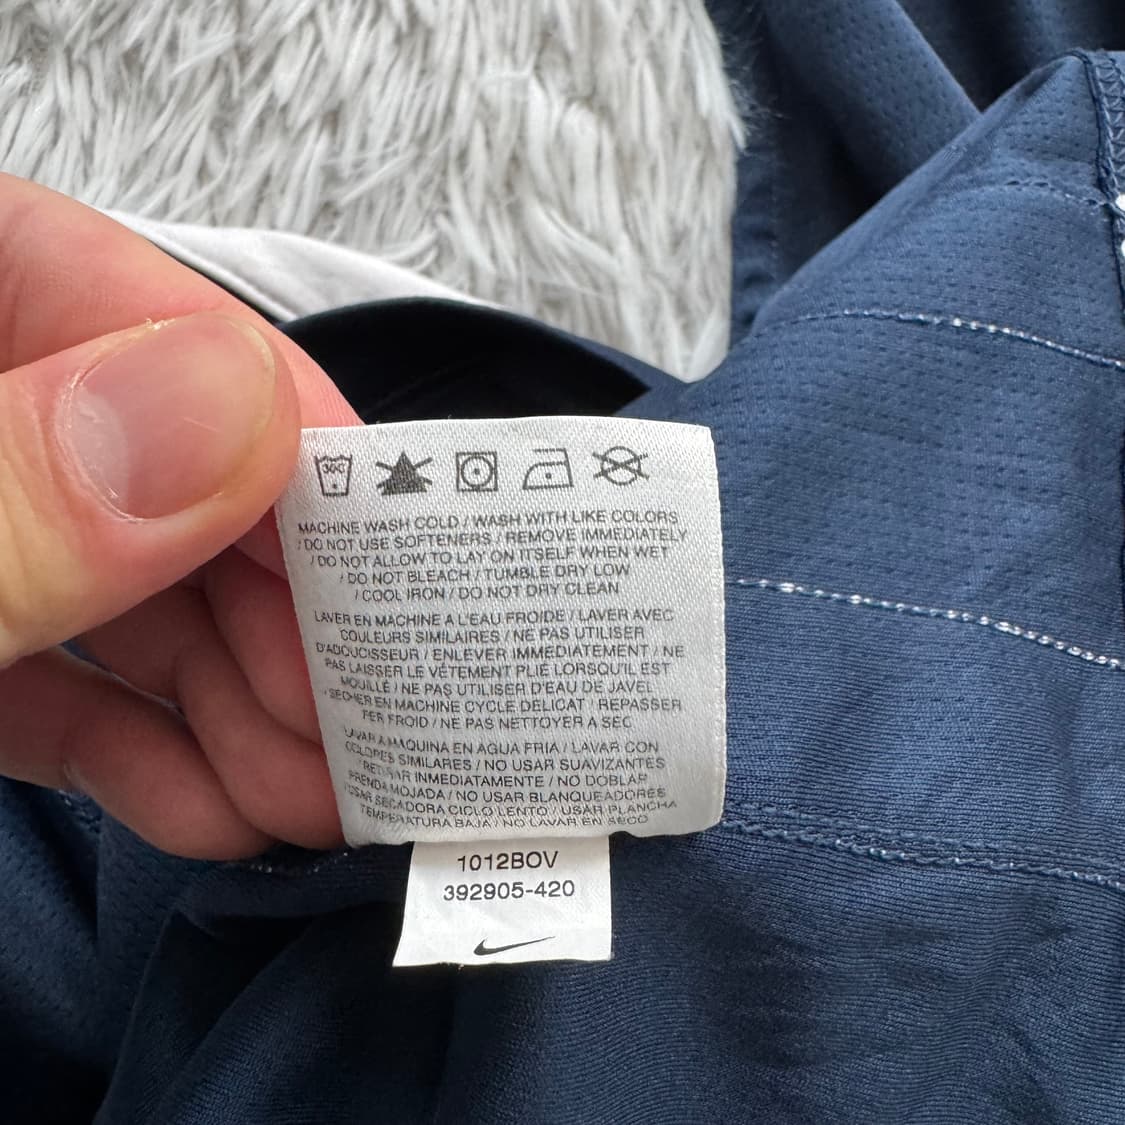 30C
MACHINE WASH COLD / WASH WITH LIKE COLORS
/ DO NOT USE SOFTENERS / REMOVE IMMEDIATELY
/ DO NOT ALLOW TO LAY ON ITSELF WHEN WET
/ DO NOT BLEACH / TUMBLE DRY LOW
/ COOL IRON / DO NOT DRY CLEAN
LAVER EN MACHINE A L'EAU FROIDE / LAVER AVEC
COULEURS SIMILAIRES / NE PAS UTILISER
D'ADOUCISSEUR / ENLEVER IMMEDIATEMENT / NE
PAS LAISSER LE VÊTEMENT PLIÉ LORSQU'IL EST
MOUILLÉ / NE PAS UTILISER D'EAU DE JAVEL
/ SECHER EN MACHINE CYCLE DELICAT / REPASSER
FER FROID / NE PAS NETTOYER A SEC
LAVAR A MAQUINA EN AGUA FRIA / LAVAR CON
COLORES SIMILARES / NO USAR SUAVIZANTES
/ RETIRAR INMEDIATAMENTE / NO DOBLAR
PRENDA MOJADA / NO USAR BLANQUEADORES
/ USAR SECADORA CICLO LENTO / USAR PLANCHA
TEMPERATURA BAJA / NO LAVAR EN SECO
1012BOV
392905-420